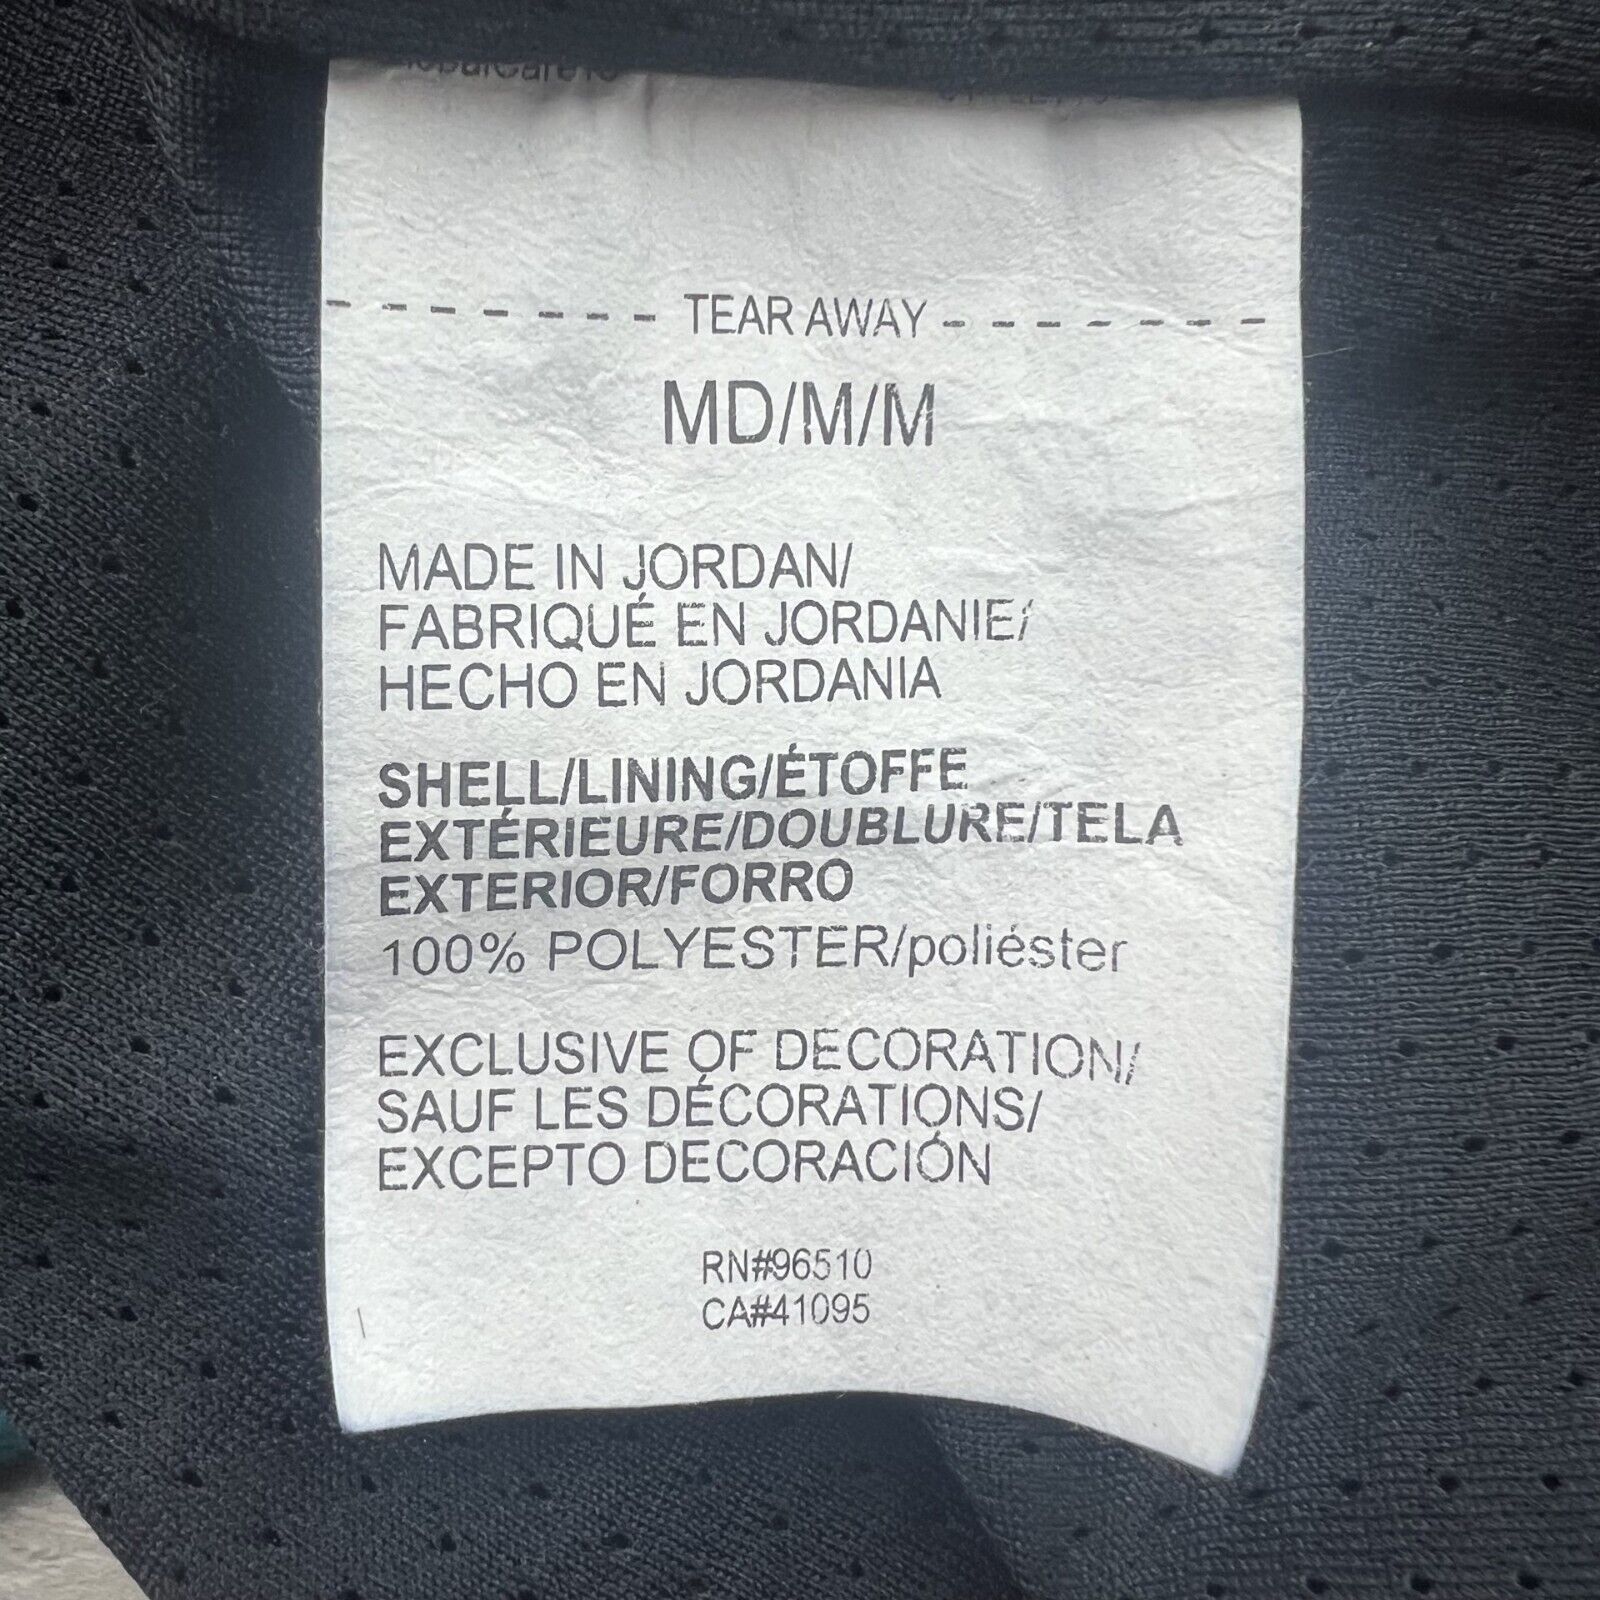 TEAR AWAY
MD/M/M
MADE IN JORDAN/
FABRIQUÉ EN JORDANIE/
HECHO EN JORDANIA
SHELL/LINING/ÉTOFFE
EXTÉRIEURE/DOUBLURE/TELA
EXTERIOR/FORRO
100% POLYESTER/poliéster
EXCLUSIVE OF DECORATION/
SAUF LES DÉCORATIONS/
EXCEPTO DECORACIÓN
RN#96510
CA#41095